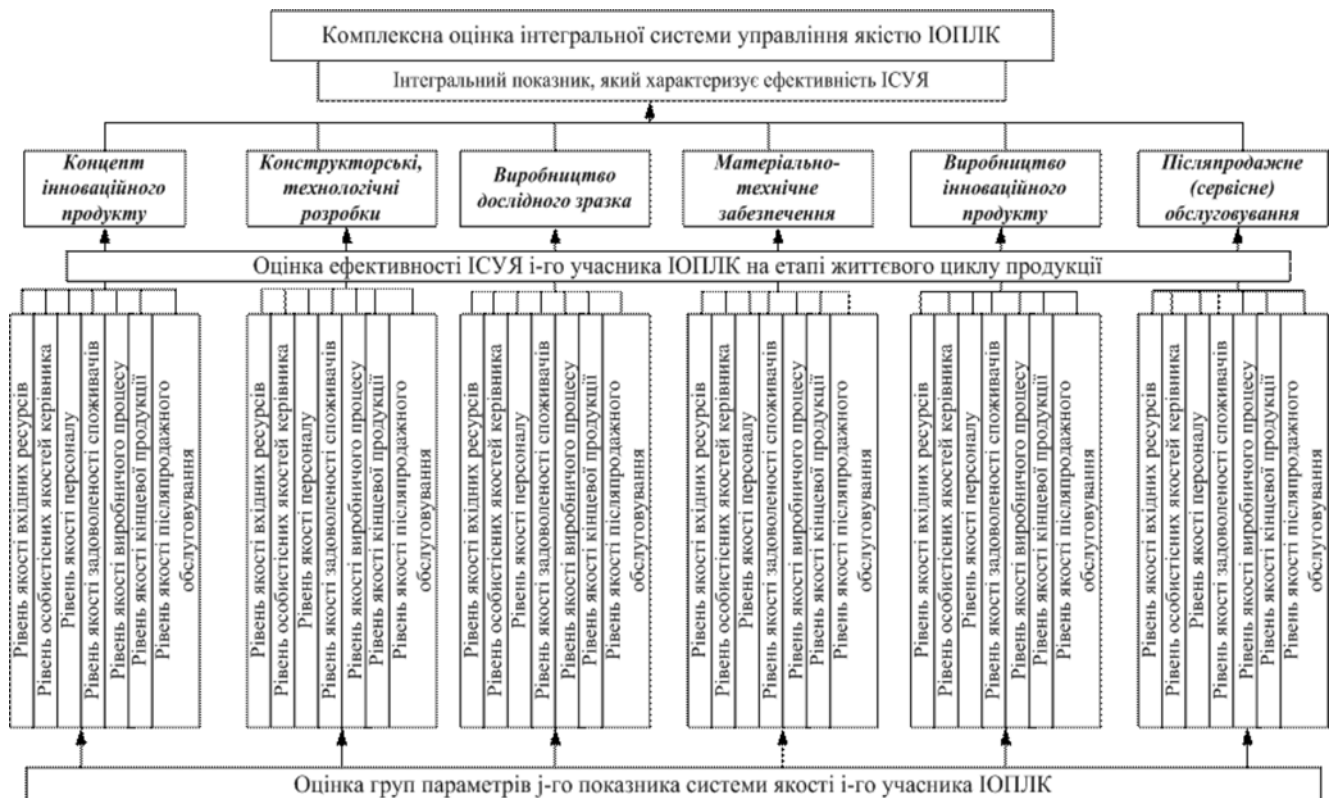 Комплексна оцінка інтегральної системи управління якістю ІОПЛК
Інтегральний показник, який характеризує ефективність ІСУЯ
Концепт
інноваційного
продукту
Конструкторські,
технологічні
розробки
Виробництво
дослідного зразка
Матеріально-
технічне
забезпечення
Виробництво
інноваційного
продукту
Післяпродажне
(сервісне)
обслуговування
Оцінка ефективності ІСУЯ і-го учасника ІОПЛК на етапі життєвого циклу продукції
Рівень якості вхідних ресурсів
Рівень особистісних якостей керівника
Рівень якості персоналу
Рівень якості задоволеності споживачів
Рівень якості виробничого процесу
Рівень якості кінцевої продукції
Рівень якості післяпродажного
обслуговування
Рівень якості вхідних ресурсів
Рівень особистісних якостей керівника
Рівень якості персоналу
Рівень якості задоволеності споживачів
Рівень якості виробничого процесу
Рівень якості кінцевої продукції
Рівень якості післяпродажного
обслуговування
Рівень якості вхідних ресурсів
Рівень особистісних якостей керівника
Рівень якості персоналу
Рівень якості задоволеності споживачів
Рівень якості виробничого процесу
Рівень якості кінцевої продукції
Рівень якості післяпродажного
обслуговування
Рівень якості вхідних ресурсів
Рівень особистісних якостей керівника
Рівень якості персоналу
Рівень якості задоволеності споживачів
Рівень якості виробничого процесу
Рівень якості кінцевої продукції
Рівень якості післяпродажного
обслуговування
Рівень якості вхідних ресурсів
Рівень особистісних якостей керівника
Рівень якості персоналу
Рівень якості задоволеності споживачів
Рівень якості виробничого процесу
Рівень якості кінцевої продукції
Рівень якості післяпродажного
обслуговування
Рівень якості вхідних ресурсів
Рівень особистісних якостей керівника
Рівень якості персоналу
Рівень якості задоволеності споживачів
Рівень якості виробничого процесу
Рівень якості кінцевої продукції
Рівень якості післяпродажного
обслуговування
Оцінка груп параметрів j-го показника системи якості і-го учасника ІОПЛК